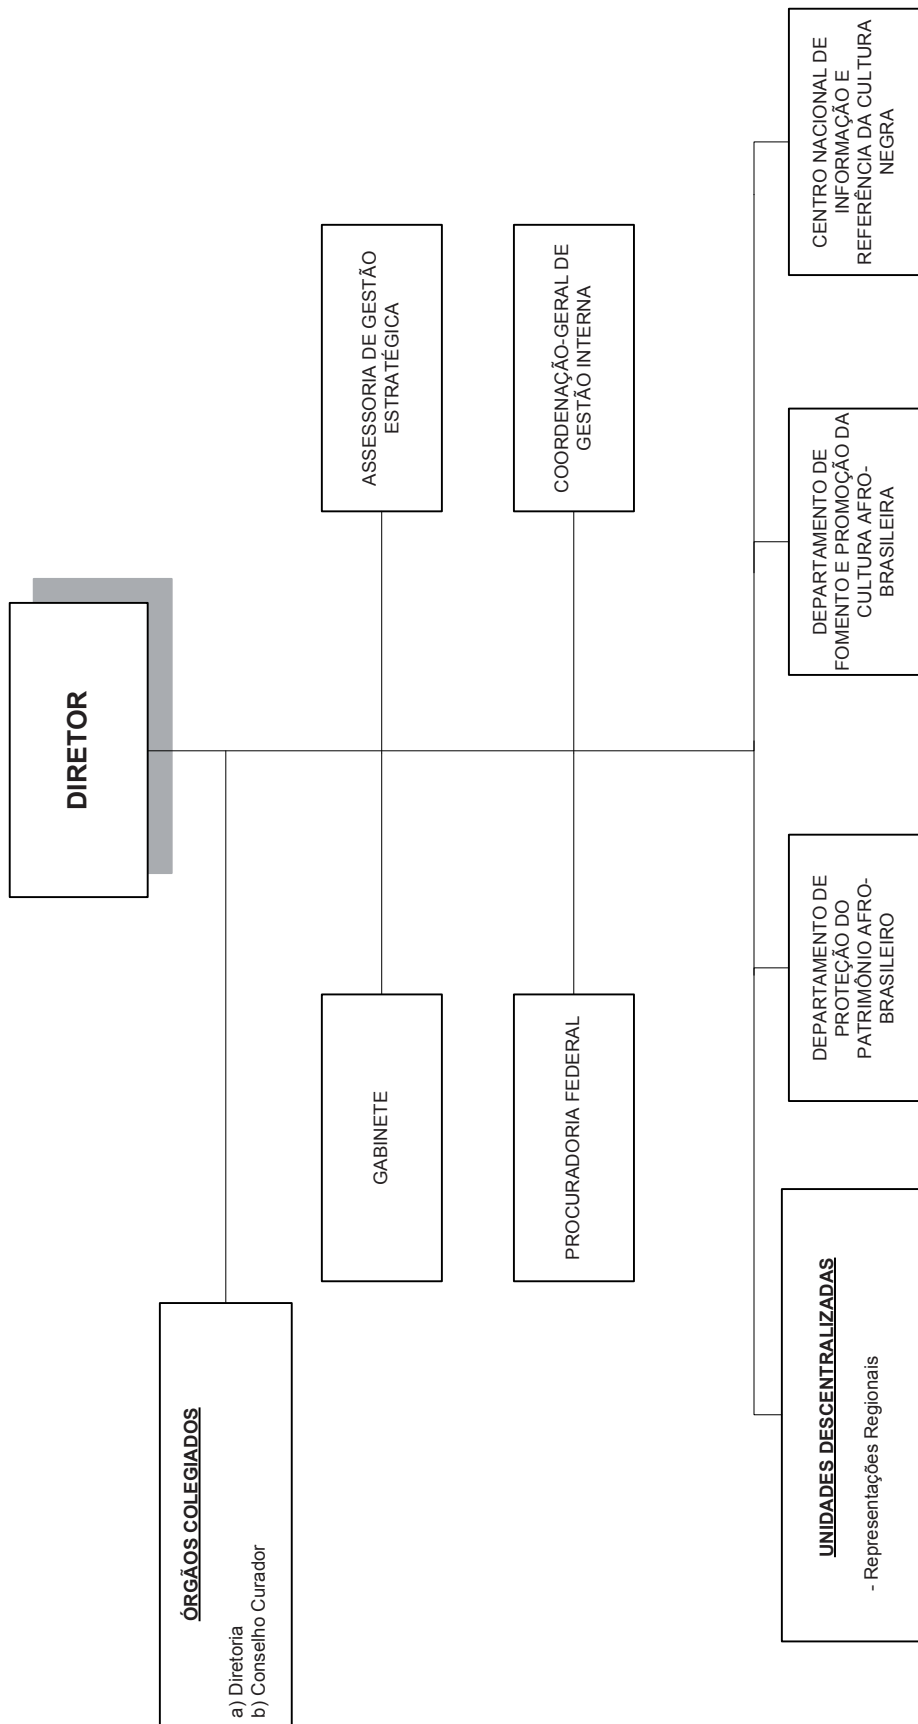 DIRETOR
ÓRGÃOS COLEGIADOS
a) Diretoria
b) Conselho Curador
GABINETE
ASSESSORIA DE GESTÃO
ESTRATÉGICA
PROCURADORIA FEDERAL
COORDENAÇÃO-GERAL DE
GESTÃO INTERNA
UNIDADES DESCENTRALIZADAS
- Representações Regionais
DEPARTAMENTO DE
PROTEÇÃO DO
PATRIMÔNIO AFRO-
BRASILEIRO
DEPARTAMENTO DE
FOMENTO E PROMOÇÃO DA
CULTURA AFRO-
BRASILEIRA
CENTRO NACIONAL DE
INFORMAÇÃO E
REFERÊNCIA DA CULTURA
NEGRA